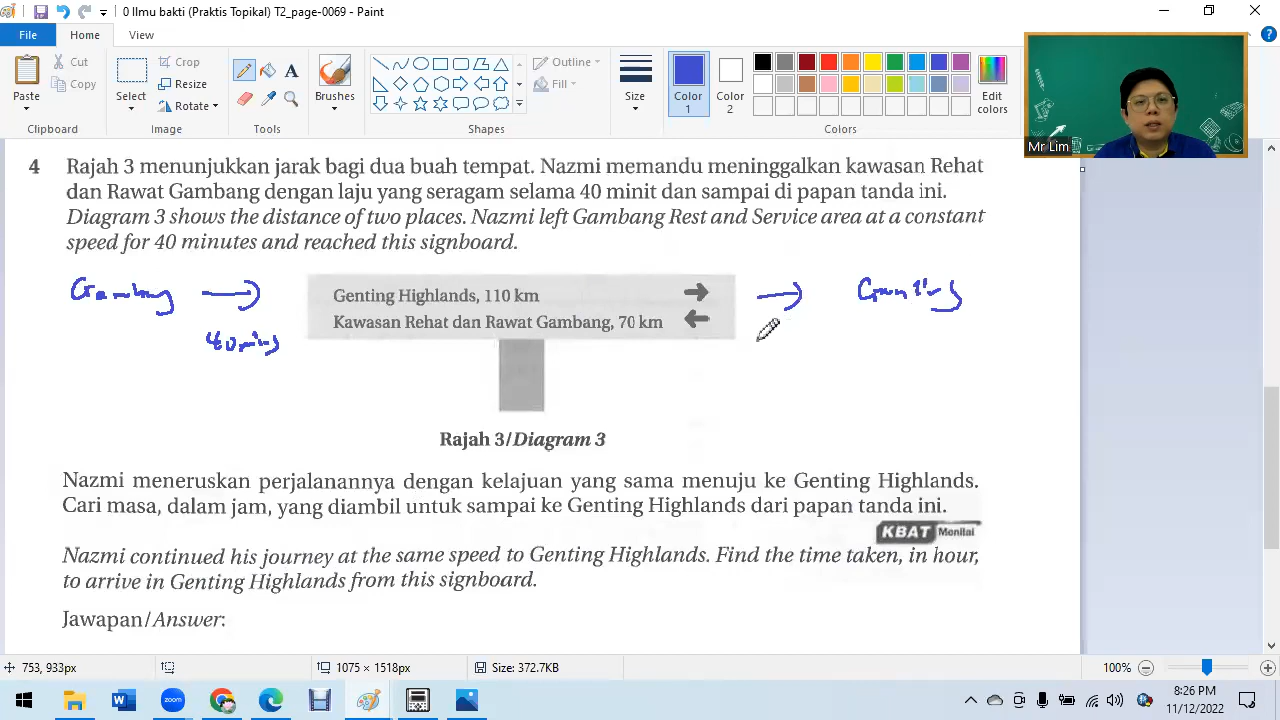 0 Ilmu bakti (Praktis Topikal) T2_page-0069 - Paint
File Home View
Paste Cut Copy Select Crop Resize Rotate Brushes Outline Fill Size Color 1 Color 2 Edit colors
Clipboard Image Tools Shapes Colors
Mr Lim
4 Rajah 3 menunjukkan jarak bagi dua buah tempat. Nazmi memandu meninggalkan kawasan Rehat
dan Rawat Gambang dengan laju yang seragam selama 40 minit dan sampai di papan tanda ini.
Diagram 3 shows the distance of two places. Nazmi left Gambang Rest and Service area at a constant
speed for 40 minutes and reached this signboard.
Gambang
Genting Highlands, 110 km
Genting
Kawasan Rehat dan Rawat Gambang, 70 km
40 min
Rajah 3/Diagram 3
Nazmi meneruskan perjalanannya dengan kelajuan yang sama menuju ke Genting Highlands.
Cari masa, dalam jam, yang diambil untuk sampai ke Genting Highlands dari papan tanda ini.
KBAT Menilai
Nazmi continued his journey at the same speed to Genting Highlands. Find the time taken, in hour,
to arrive in Genting Highlands from this signboard.
Jawapan/Answer:
753, 933px 1075 × 1518px Size: 372.7KB 100%
zoom
8:26 PM
11/12/2022